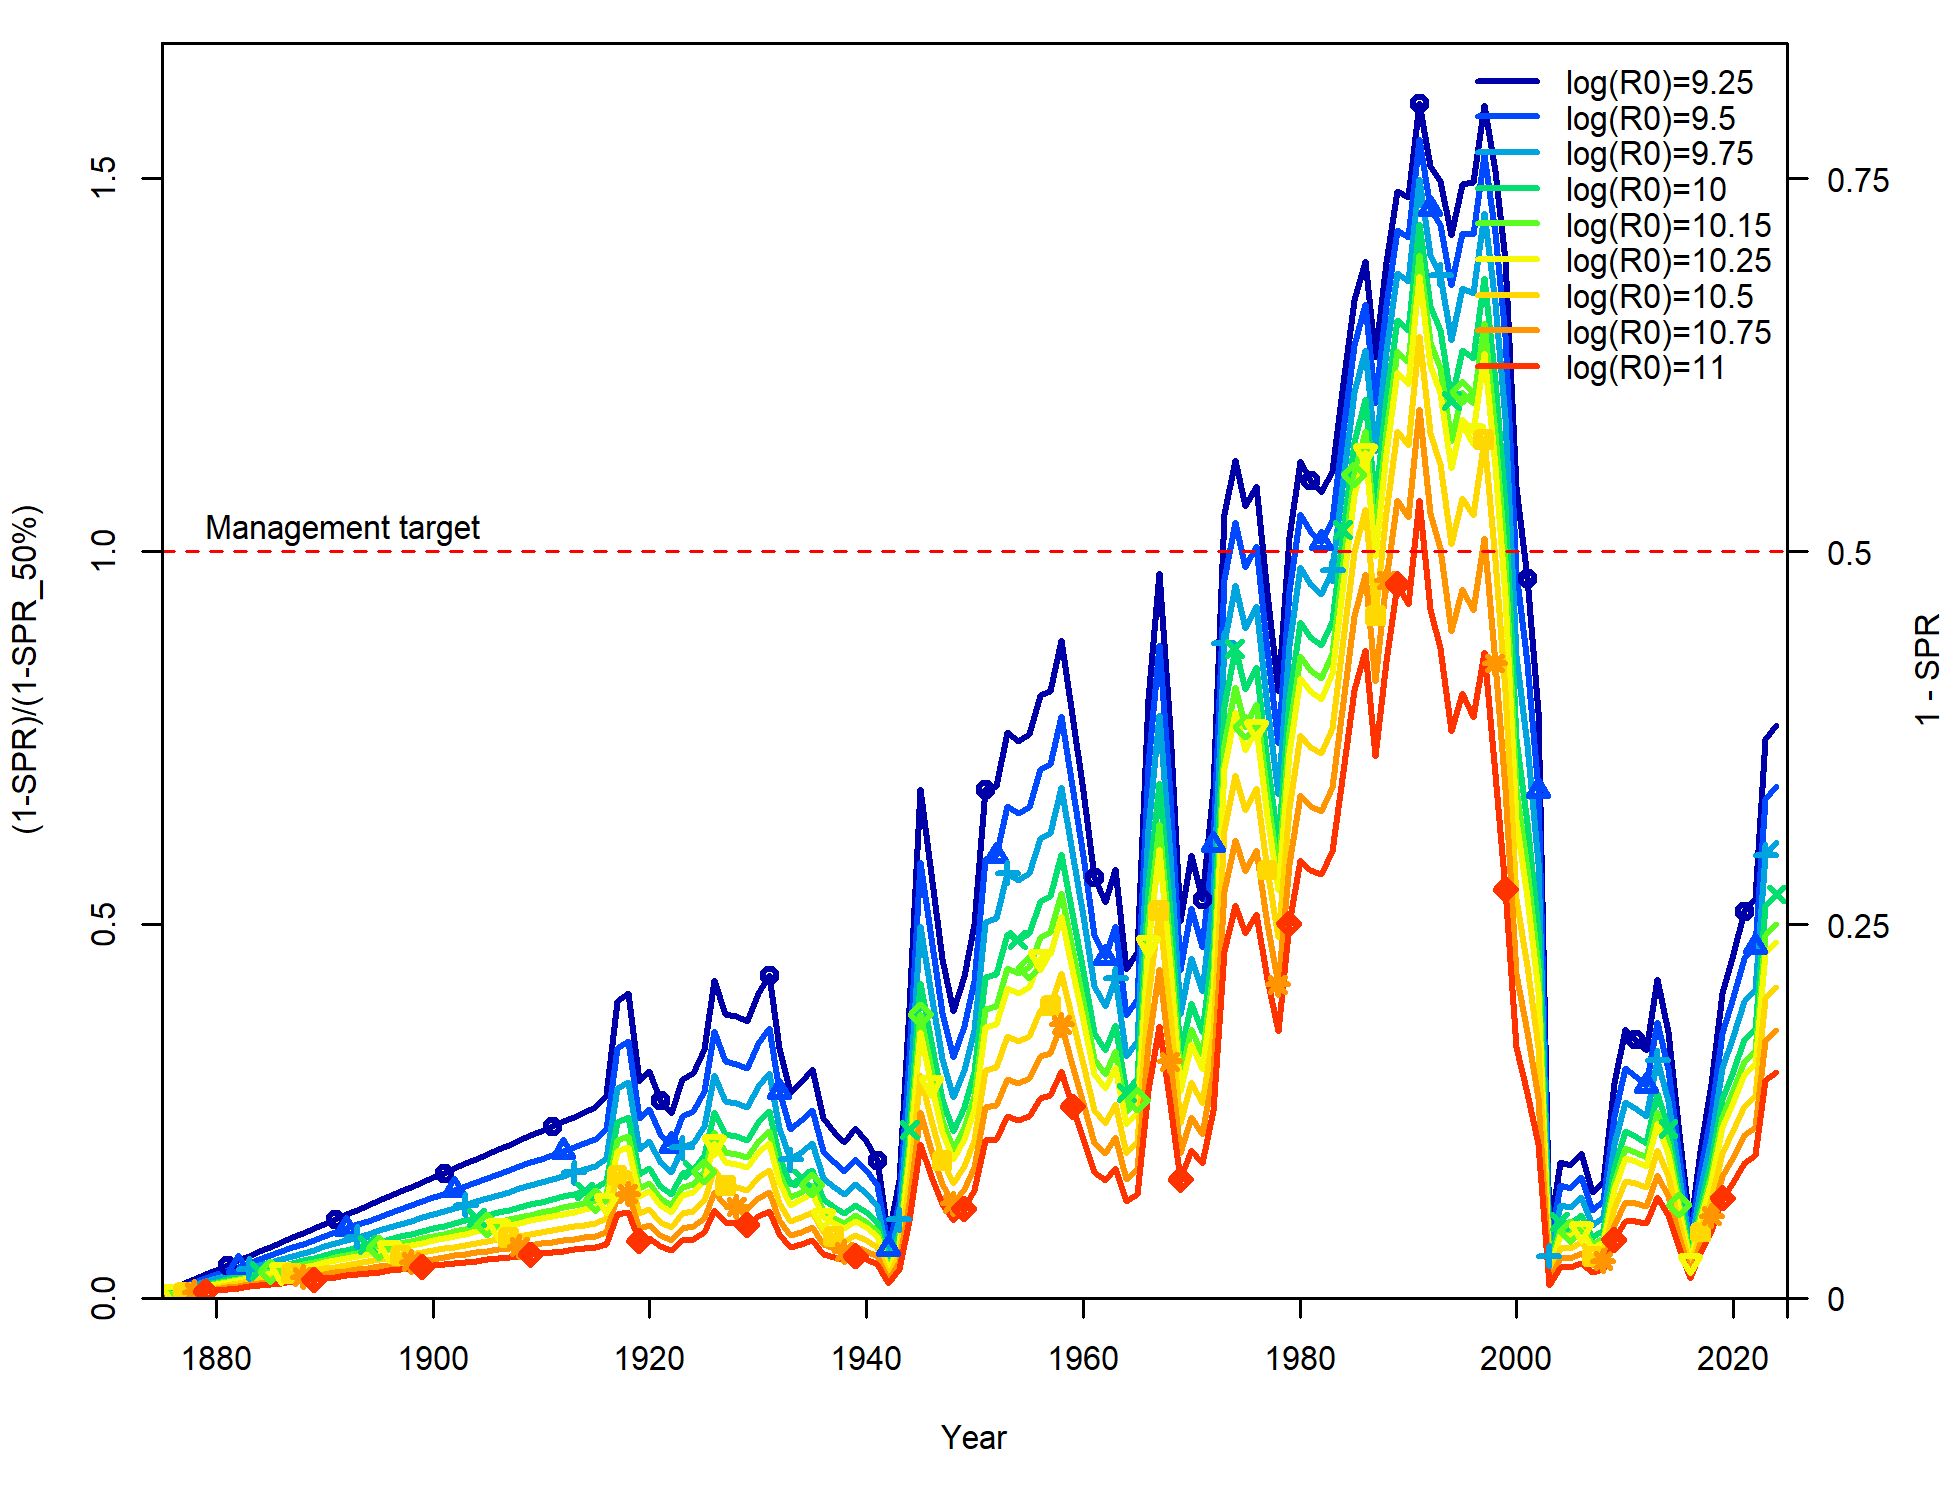 log(R0)=9.25
log(R0)=9.5
log(R0)=9.75
log(R0)=10
log(R0)=10.15
log(R0)=10.25
log(R0)=10.5
log(R0)=10.75
log(R0)=11
Management target
(1-SPR)/(1-SPR_50%)
0.0
0.5
1.0
1.5
1 - SPR
0
0.25
0.5
0.75
1880
1900
1920
1940
1960
1980
2000
2020
Year